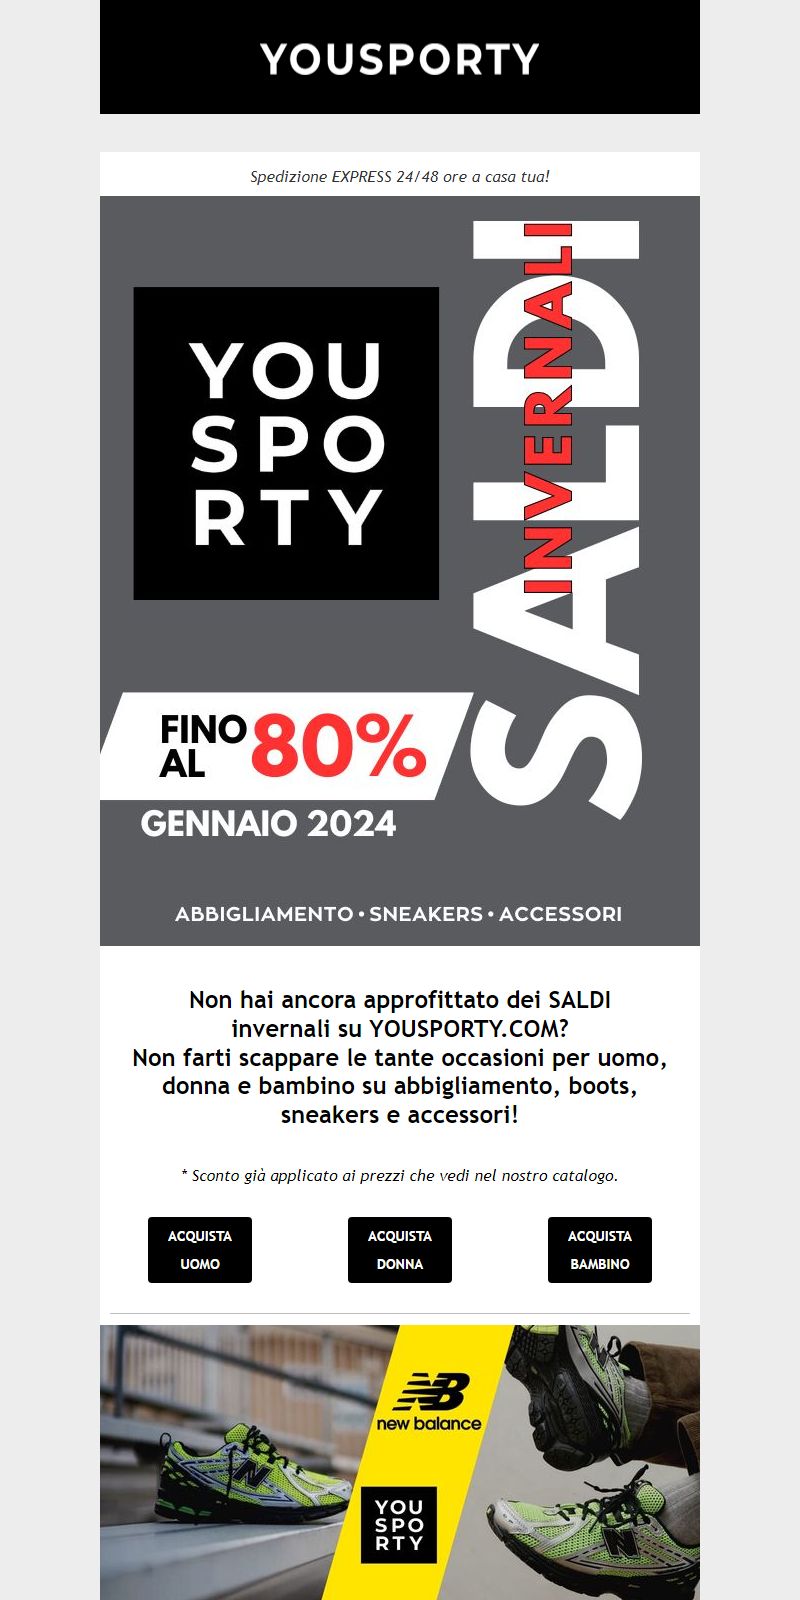 YOUSPORTY
Spedizione EXPRESS 24/48 ore a casa tua!
YOU
SPO
RTY
SALDI
INVERNALI
FINO
AL
80%
GENNAIO 2024
ABBIGLIAMENTO • SNEAKERS • ACCESSORI
Non hai ancora approfittato dei SALDI
invernali su YOUSPORTY.COM?
Non farti scappare le tante occasioni per uomo,
donna e bambino su abbigliamento, boots,
sneakers e accessori!
* Sconto già applicato ai prezzi che vedi nel nostro catalogo.
ACQUISTA
UOMO
ACQUISTA
DONNA
ACQUISTA
BAMBINO
NB
new balance
YOU
SPO
RTY
N
N